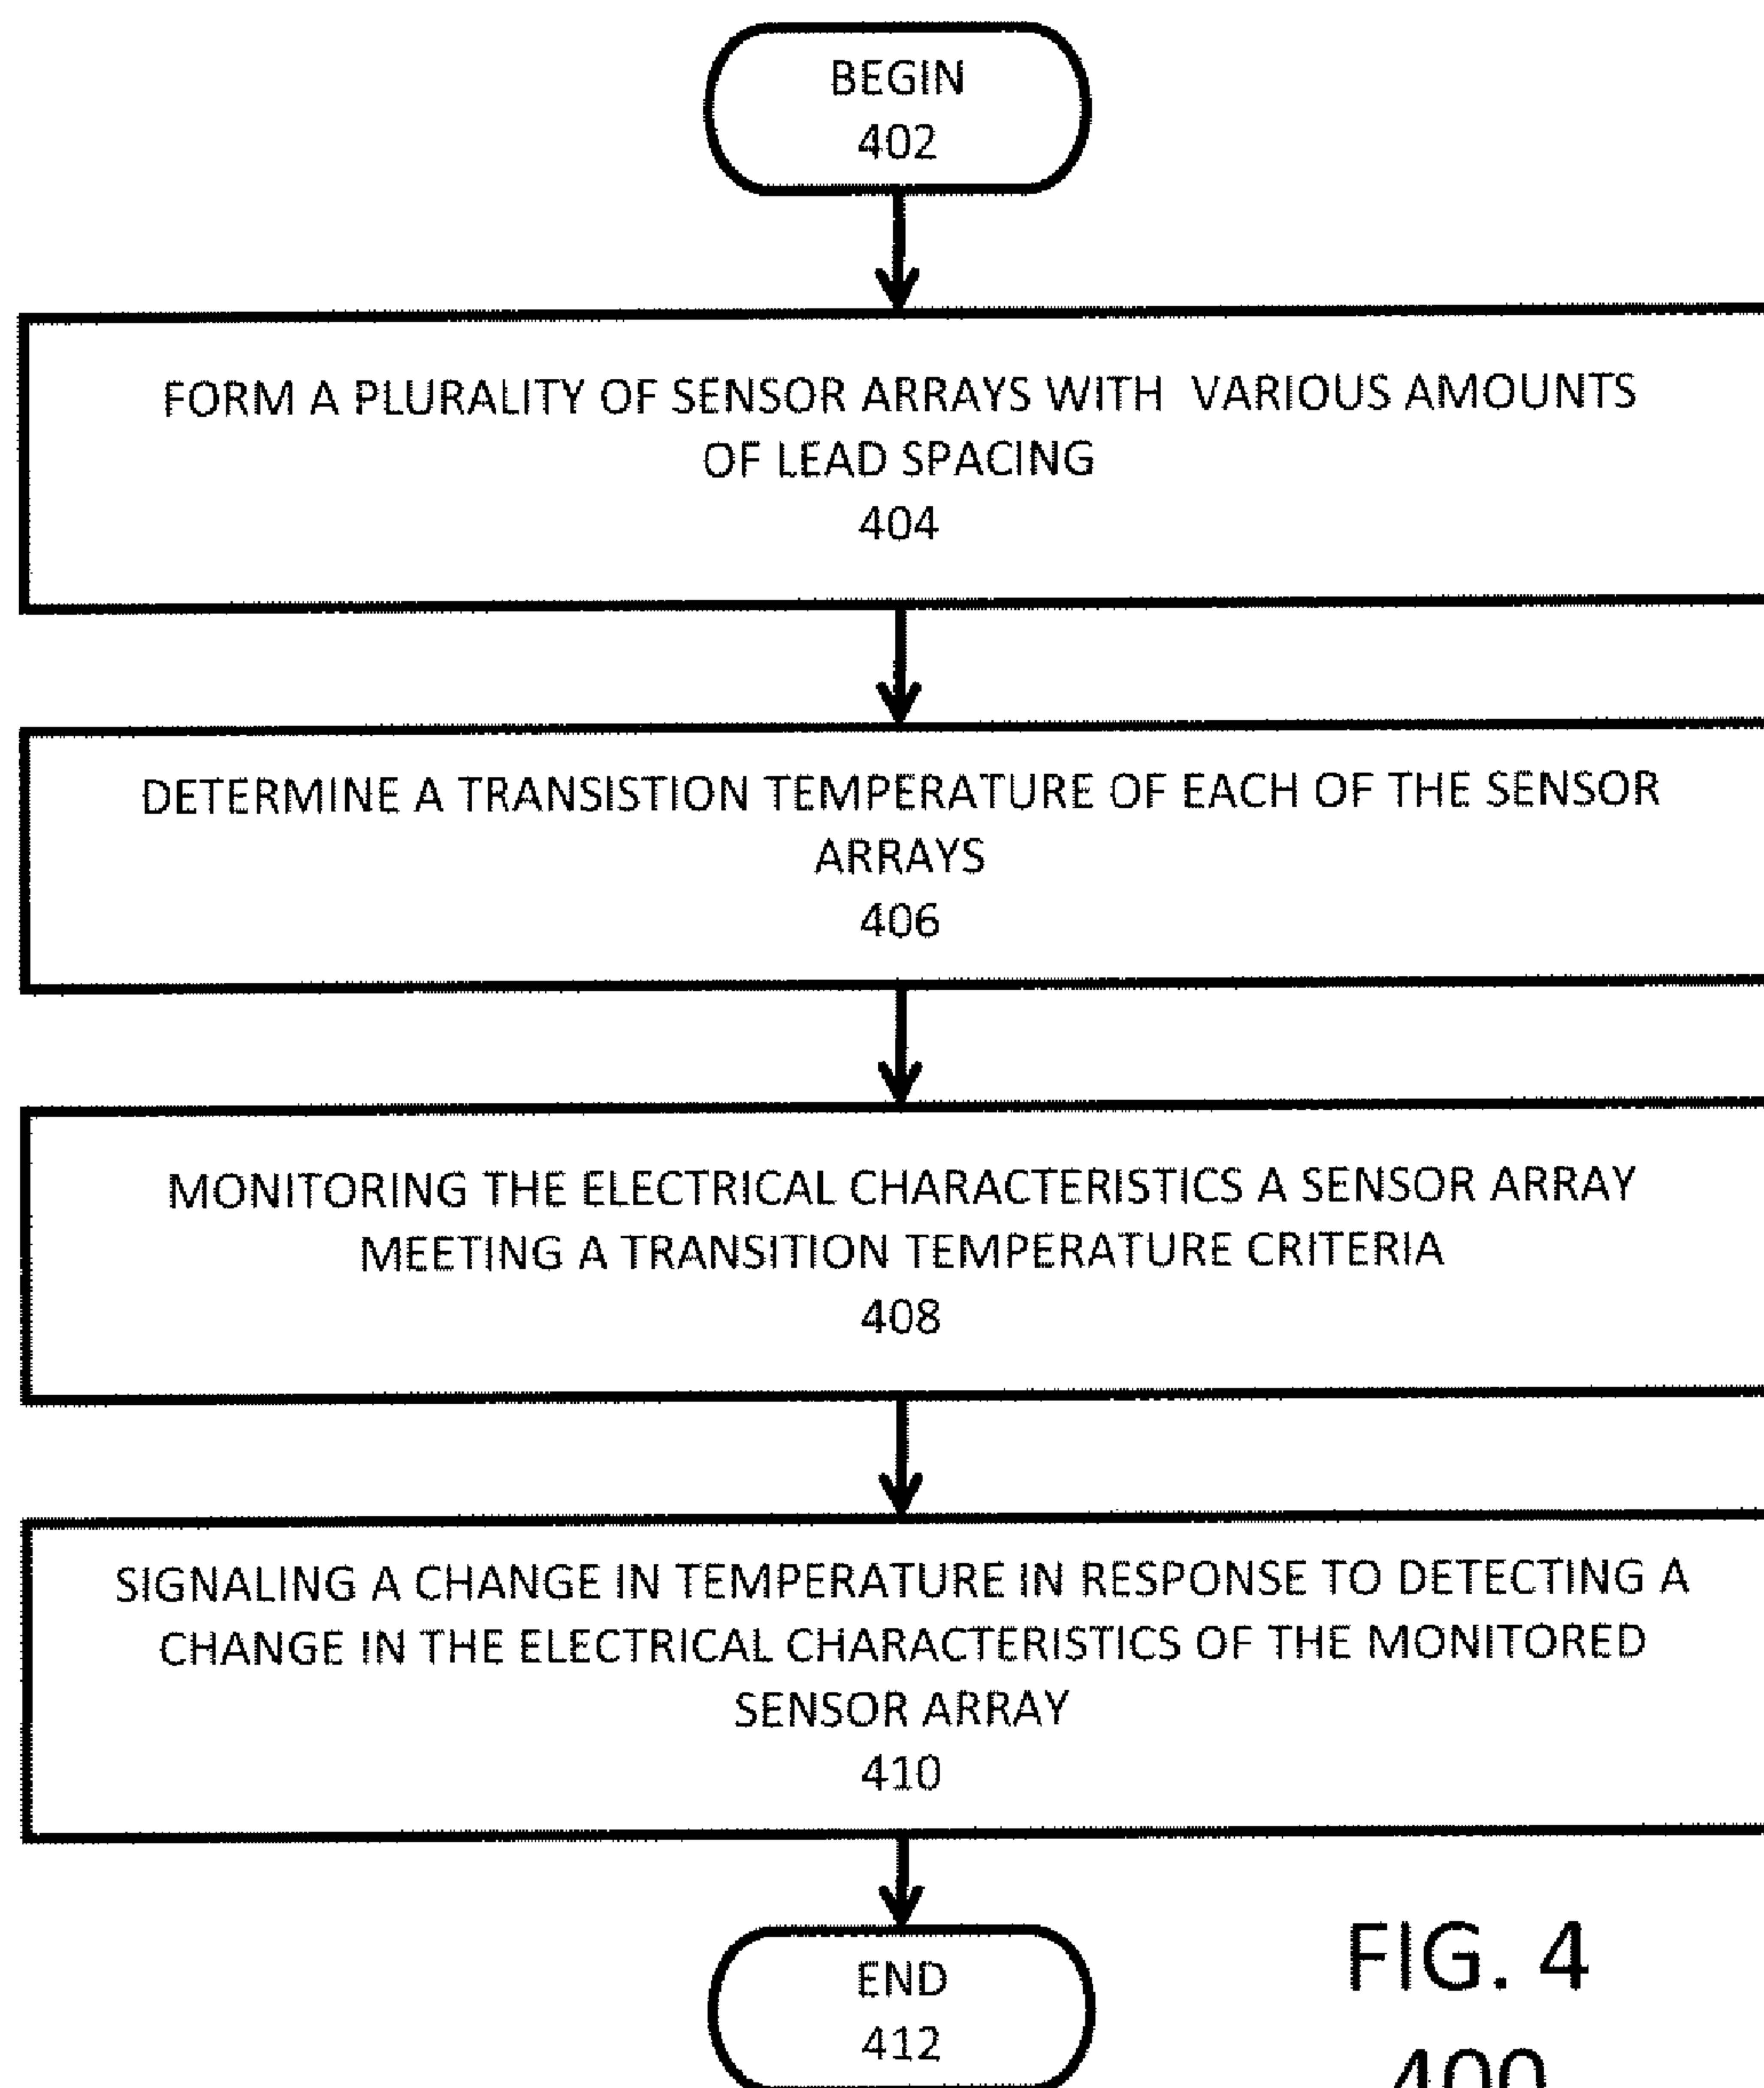 BEGIN
402
FORM A PLURALITY OF SENSOR ARRAYS WITH VARIOUS AMOUNTS
OF LEAD SPACING
404
DETERMINE A TRANSISTION TEMPERATURE OF EACH OF THE SENSOR
ARRAYS
406
MONITORING THE ELECTRICAL CHARACTERISTICS A SENSOR ARRAY
MEETING A TRANSITION TEMPERATURE CRITERIA
408
SIGNALING A CHANGE IN TEMPERATURE IN RESPONSE TO DETECTING A
CHANGE IN THE ELECTRICAL CHARACTERISTICS OF THE MONITORED
SENSOR ARRAY
410
END
412
FIG. 4
400